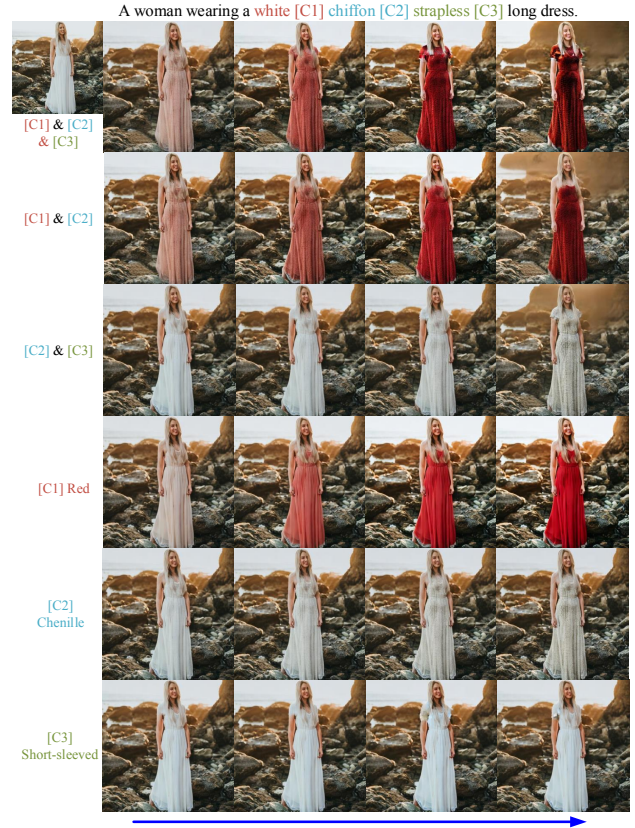 A woman wearing a white [C1] chiffon [C2] strapless [C3] long dress.
[C1] & [C2]
& [C3]
[C1] & [C2]
[C2] & [C3]
[C1] Red
[C2]
Chenille
[C3]
Short-sleeved